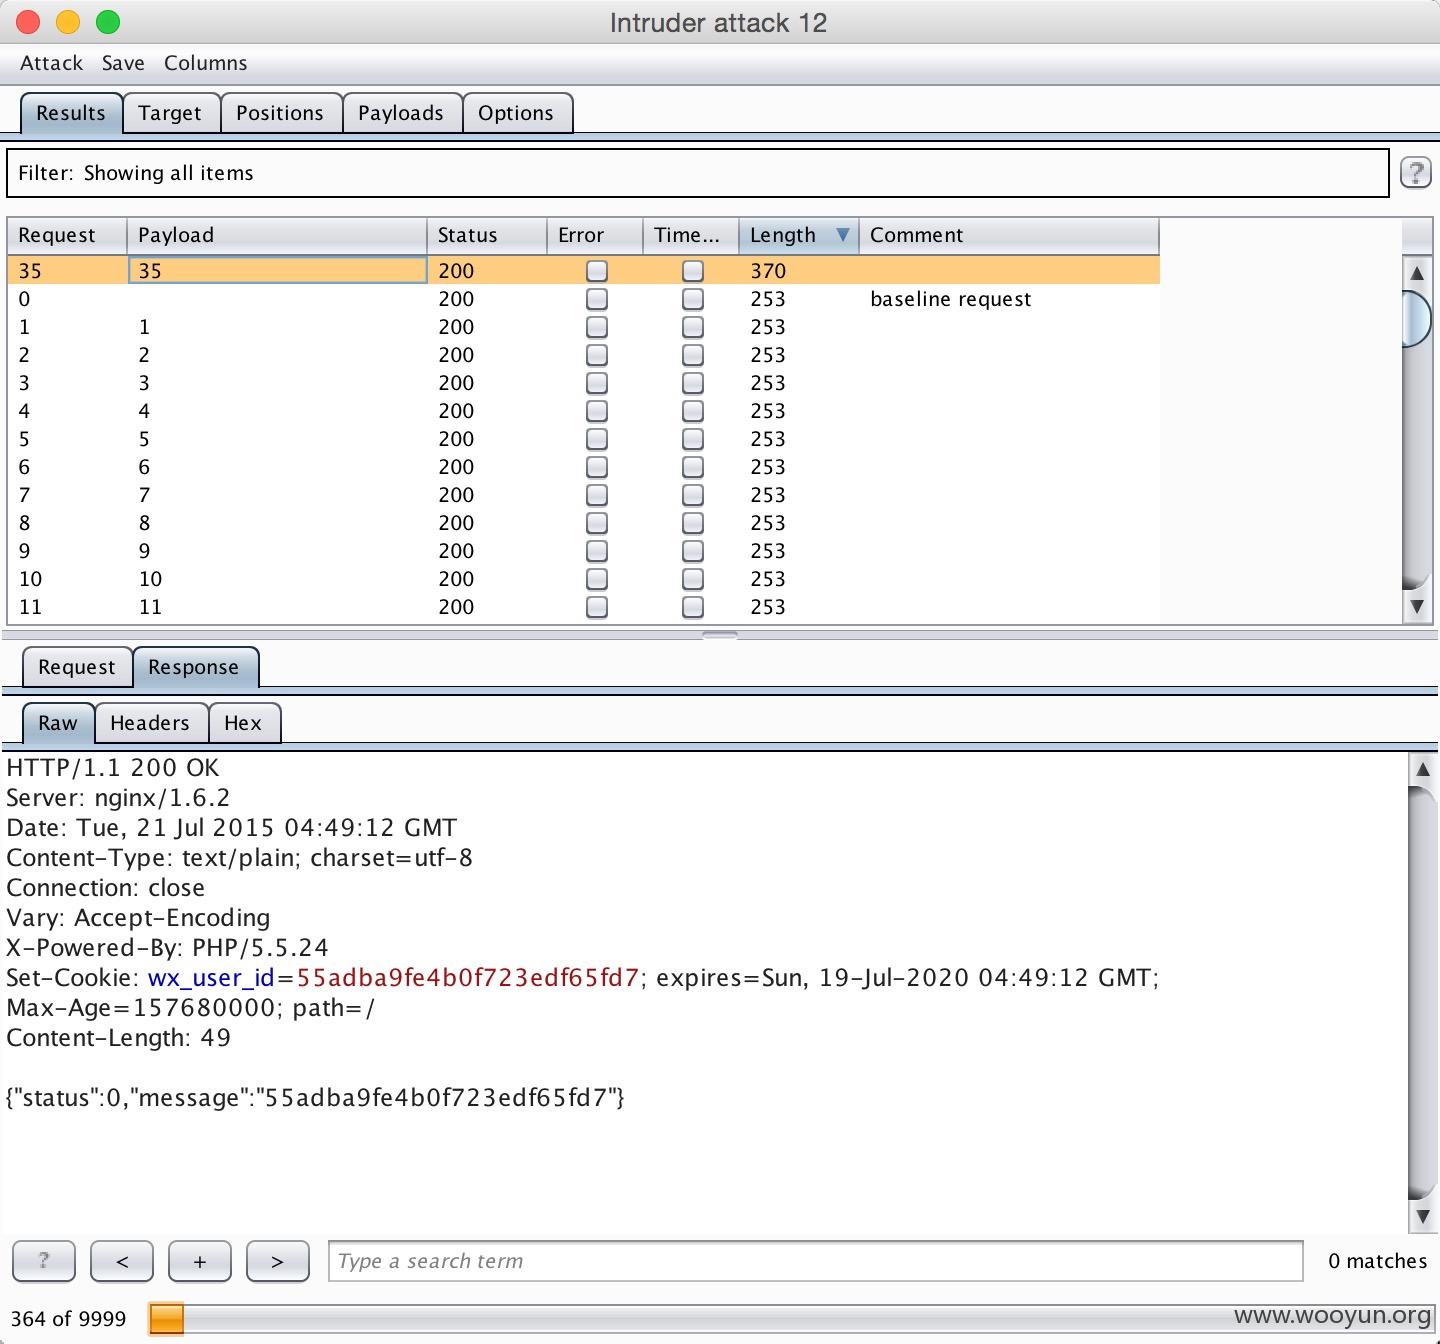 Intruder attack 12
Attack Save Columns
Results Target Positions Payloads Options
Filter: Showing all items ?
Request Payload Status Error Time... Length Comment
35 35 200 370
0 200 253 baseline request
1 1 200 253
2 2 200 253
3 3 200 253
4 4 200 253
5 5 200 253
6 6 200 253
7 7 200 253
8 8 200 253
9 9 200 253
10 10 200 253
11 11 200 253
Request Response
Raw Headers Hex
HTTP/1.1 200 OK
Server: nginx/1.6.2
Date: Tue, 21 Jul 2015 04:49:12 GMT
Content-Type: text/plain; charset=utf-8
Connection: close
Vary: Accept-Encoding
X-Powered-By: PHP/5.5.24
Set-Cookie: wx_user_id=55adba9fe4b0f723edf65fd7; expires=Sun, 19-Jul-2020 04:49:12 GMT;
Max-Age=157680000; path=/
Content-Length: 49
{"status":0,"message":"55adba9fe4b0f723edf65fd7"}
? < + > Type a search term 0 matches
364 of 9999 www.wooyun.org